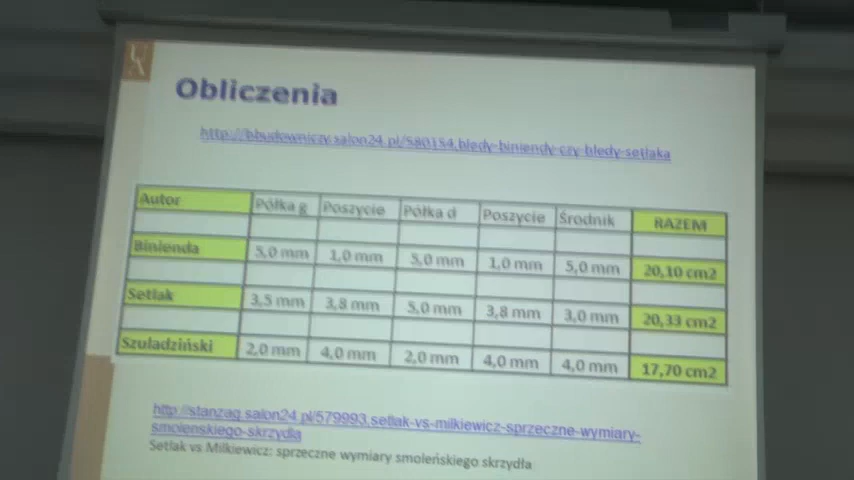 Obliczenia
http://bbudowniczy.salon24.pl/580154,bledy-biniendy-czy-bledy-setlaka
Autor Półka g Poszycie Półka d Poszycie Środnik RAZEM
Binienda 5,0 mm 1,0 mm 5,0 mm 1,0 mm 5,0 mm 20,10 cm2
Setlak 3,5 mm 3,8 mm 5,0 mm 3,8 mm 3,0 mm 20,33 cm2
Szuladziński 2,0 mm 4,0 mm 2,0 mm 4,0 mm 4,0 mm 17,70 cm2
http://stanzag.salon24.pl/579993,setlak-vs-milkiewicz-sprzeczne-wymiary-
smolenskiego-skrzydla
Setlak vs Milkiewicz: sprzeczne wymiary smoleńskiego skrzydła